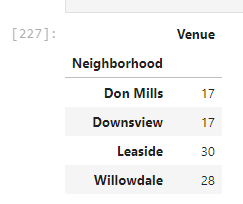 [227]:
Venue
Neighborhood
Don Mills 17
Downsview 17
Leaside 30
Willowdale 28